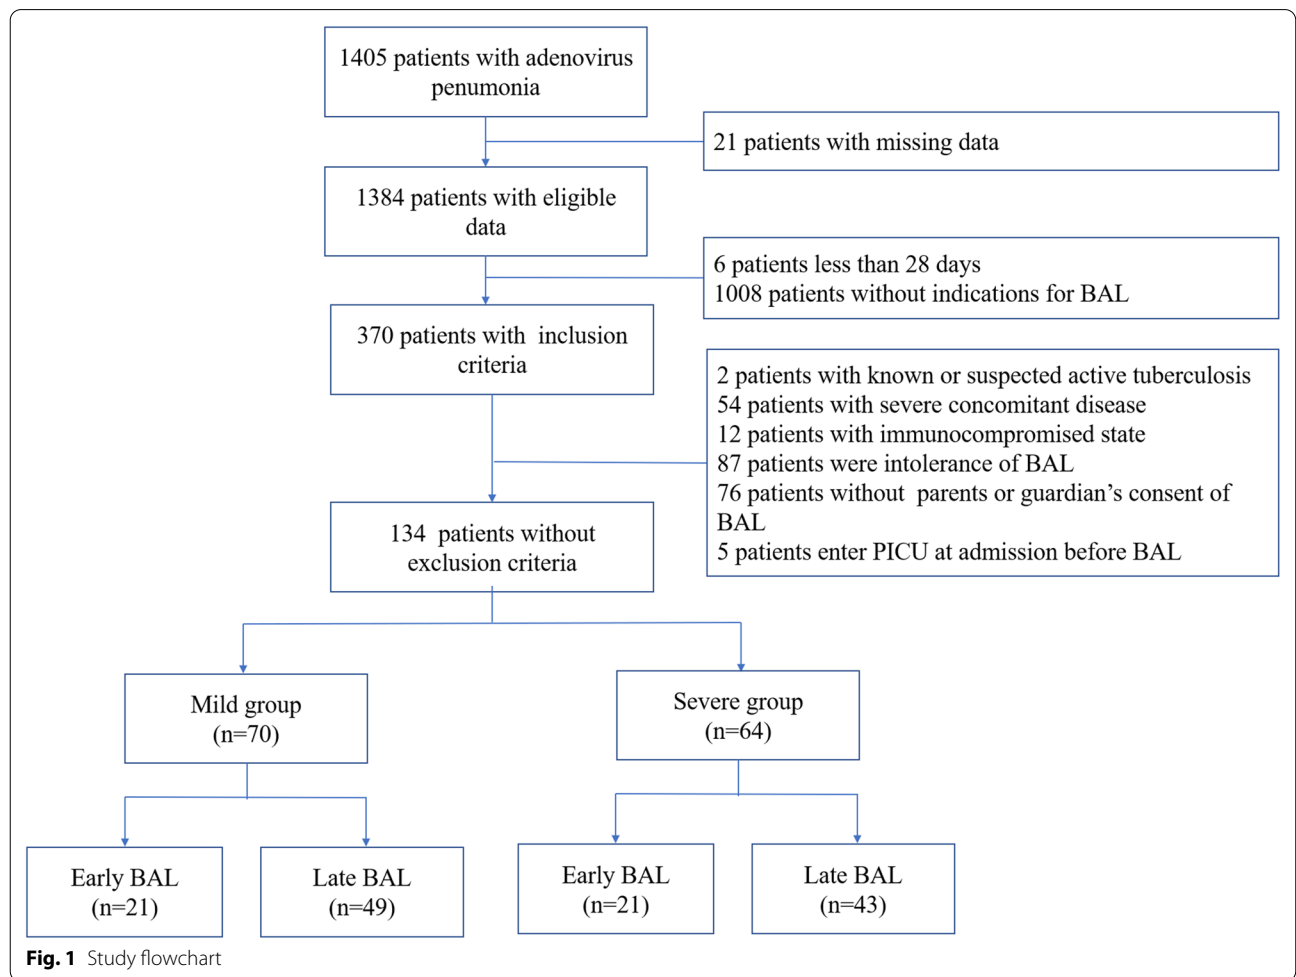 1405 patients with adenovirus
penumonia
21 patients with missing data
1384 patients with eligible
data
6 patients less than 28 days
1008 patients without indications for BAL
370 patients with  inclusion
criteria
2 patients with known or suspected active tuberculosis
54 patients with severe concomitant disease
12 patients with immunocompromised state
87 patients were intolerance of BAL
76 patients without  parents or guardian’s consent of
BAL
5 patients enter PICU at admission before BAL
134  patients without
exclusion criteria
Mild group
(n=70)
Severe group
(n=64)
Early BAL
(n=21)
Late BAL
(n=49)
Early BAL
(n=21)
Late BAL
(n=43)
Fig. 1  Study flowchart